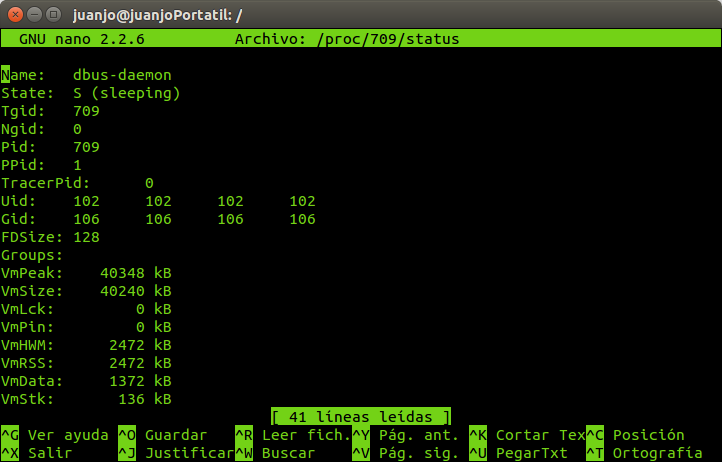 juanjo@juanjoPortatil: /
GNU nano 2.2.6 Archivo: /proc/709/status
Name: dbus-daemon
State: S (sleeping)
Tgid: 709
Ngid: 0
Pid: 709
PPid: 1
TracerPid: 0
Uid: 102 102 102 102
Gid: 106 106 106 106
FDSize: 128
Groups:
VmPeak: 40348 kB
VmSize: 40240 kB
VmLck: 0 kB
VmPin: 0 kB
VmHWM: 2472 kB
VmRSS: 2472 kB
VmData: 1372 kB
VmStk: 136 kB
[ 41 líneas leídas ]
^G Ver ayuda ^O Guardar ^R Leer fich.^Y Pág. ant. ^K Cortar Tex^C Posición
^X Salir ^J Justificar^W Buscar ^V Pág. sig. ^U PegarTxt ^T Ortografía